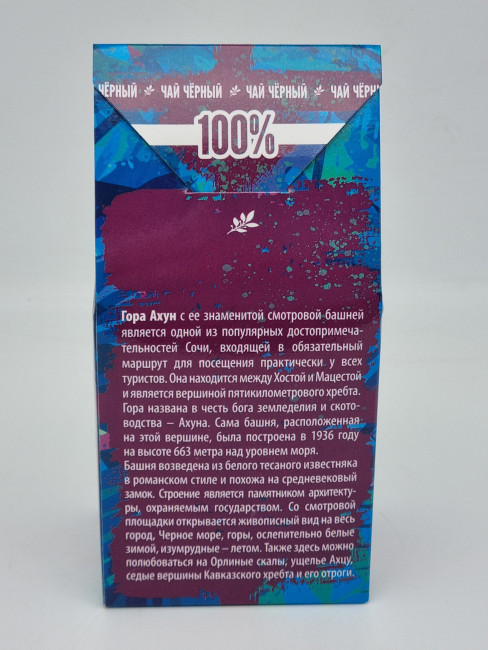 ЧЁРНЫЙ ЧАЙ ЧЁРНЫЙ ЧАЙ ЧЁРНЫЙ ЧАЙ ЧЁРН
100%
Гора Ахун с ее знаменитой смотровой башней
является одной из популярных достопримеча-
тельностей Сочи, входящей в обязательный
маршрут для посещения практически у всех
туристов. Она находится между Хостой и Мацестой
и является вершиной пятикилометрового хребта.
Гора названа в честь бога земледелия и ското-
водства – Ахуна. Сама башня, расположенная
на этой вершине, была построена в 1936 году
на высоте 663 метра над уровнем моря.
Башня возведена из белого тесаного известняка
в романском стиле и похожа на средневековый
замок. Строение является памятником архитекту-
ры, охраняемым государством. Со смотровой
площадки открывается живописный вид на весь
город, Черное море, горы, ослепительно белые
зимой, изумрудные – летом. Также здесь можно
полюбоваться на Орлиные скалы, ущелье Ахцу,
седые вершины Кавказского хребта и его отроги.